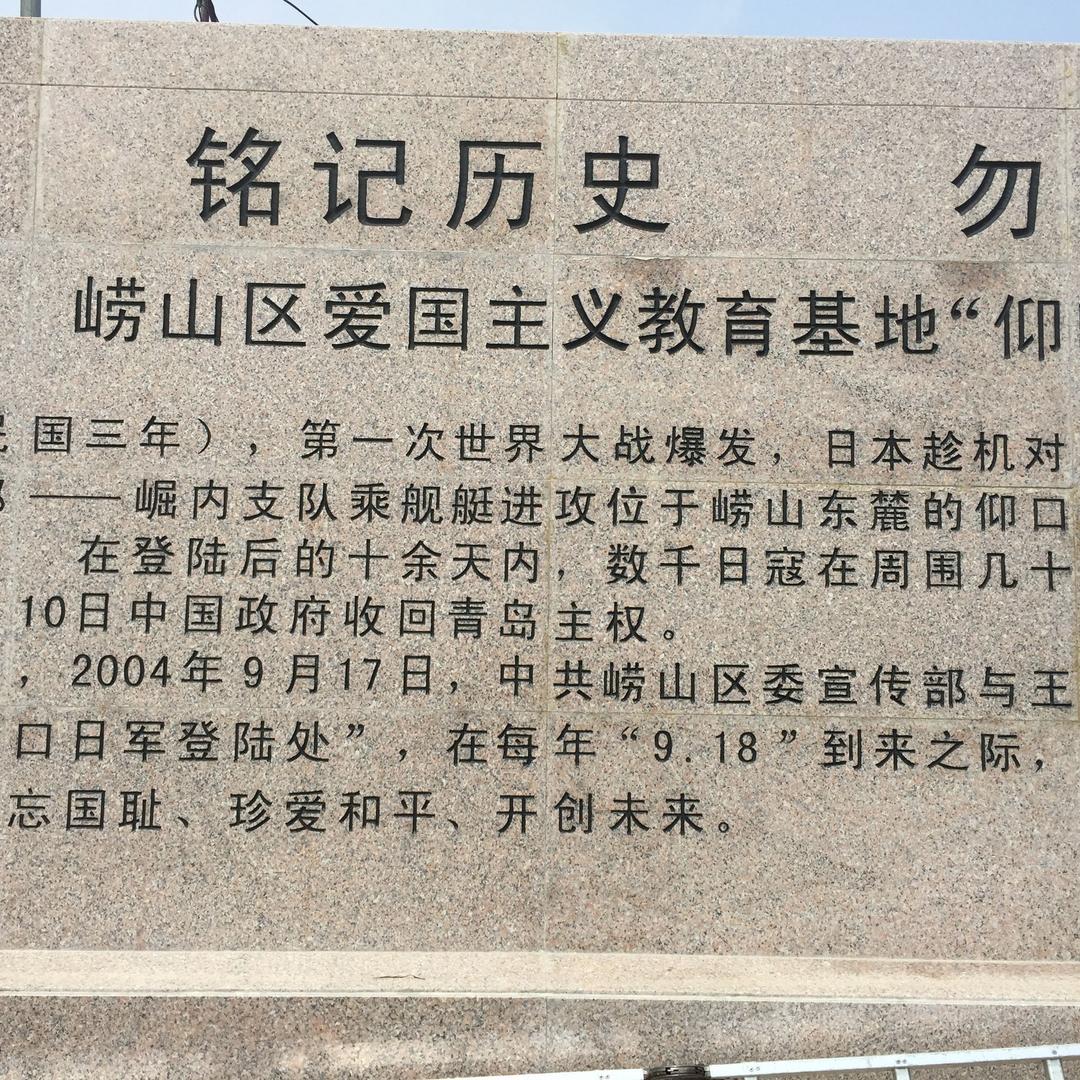 铭记历史 勿
崂山区爱国主义教育基地“仰
国三年），第一次世界大战爆发，日本趁机对
——崛内支队乘舰艇进攻位于崂山东麓的仰口
在登陆后的十余天内，数千日寇在周围几十
10日中国政府收回青岛主权。
，2004年9月17日，中共崂山区委宣传部与王
口日军登陆处”，在每年“9.18”到来之际，
忘国耻、珍爱和平、开创未来。